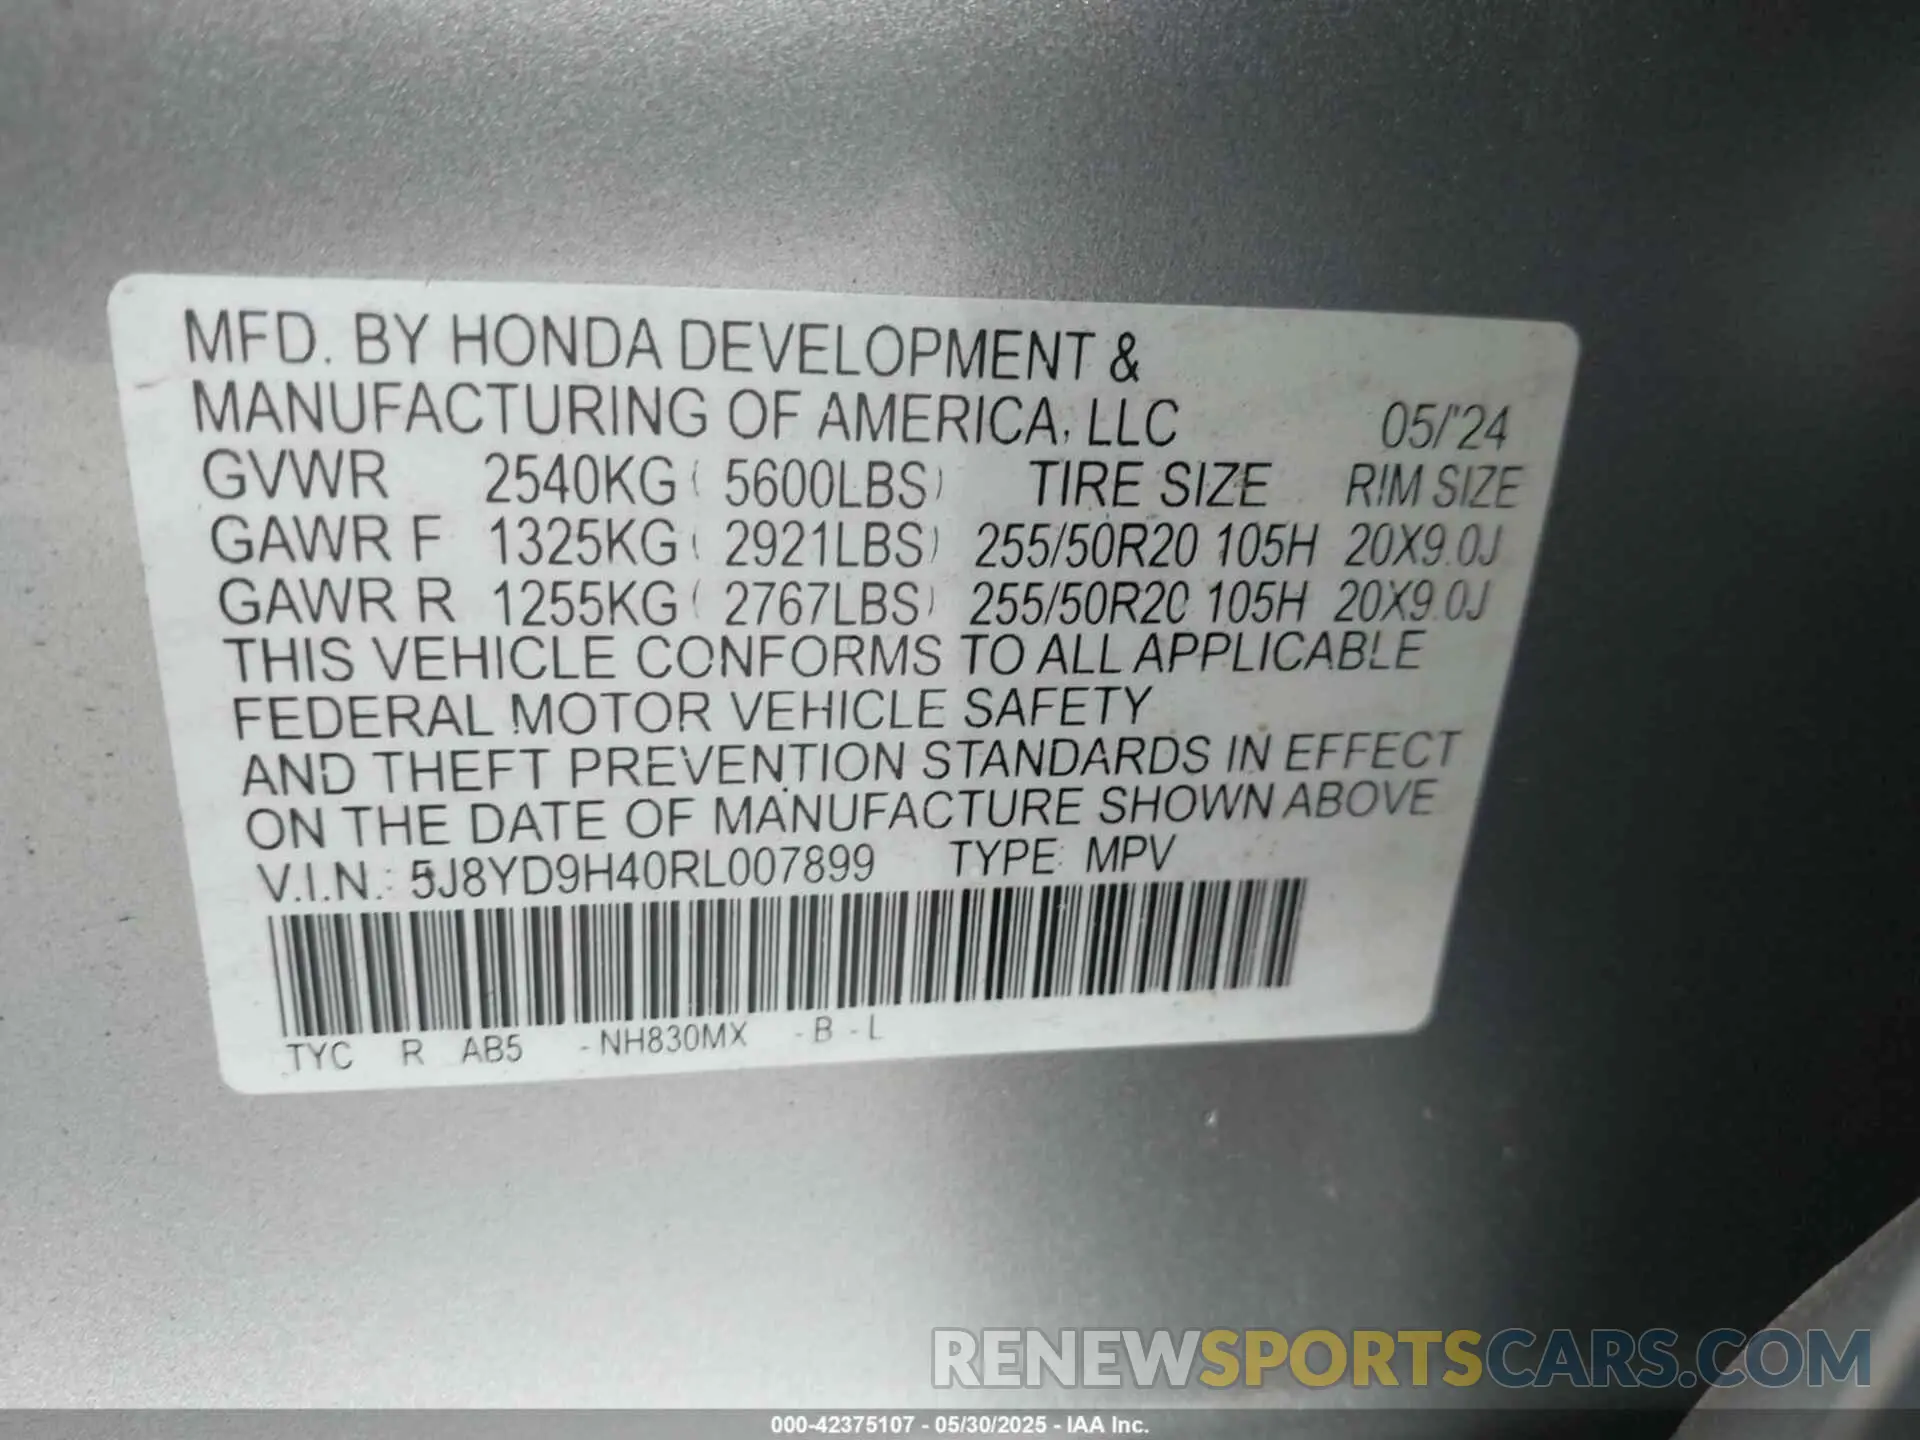 MFD. BY HONDA DEVELOPMENT &
MANUFACTURING OF AMERICA, LLC 05/'24
GVWR 2540KG ( 5600LBS) TIRE SIZE RIM SIZE
GAWR F 1325KG ( 2921LBS) 255/50R20 105H 20X9.0J
GAWR R 1255KG ( 2767LBS) 255/50R20 105H 20X9.0J
THIS VEHICLE CONFORMS TO ALL APPLICABLE
FEDERAL MOTOR VEHICLE SAFETY
AND THEFT PREVENTION STANDARDS IN EFFECT
ON THE DATE OF MANUFACTURE SHOWN ABOVE
V.I.N.: 5J8YD9H40RL007899 TYPE: MPV
TYC R AB5 - NH830MX - B - L
RENEWSPORTSCARS.COM
000-42375107 - 05/30/2025 - IAA Inc.